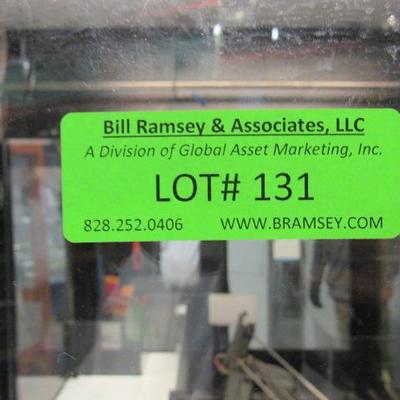 Bill Ramsey & Associates, LLC
A Division of Global Asset Marketing, Inc.
LOT# 131
828.252.0406 WWW.BRAMSEY.COM